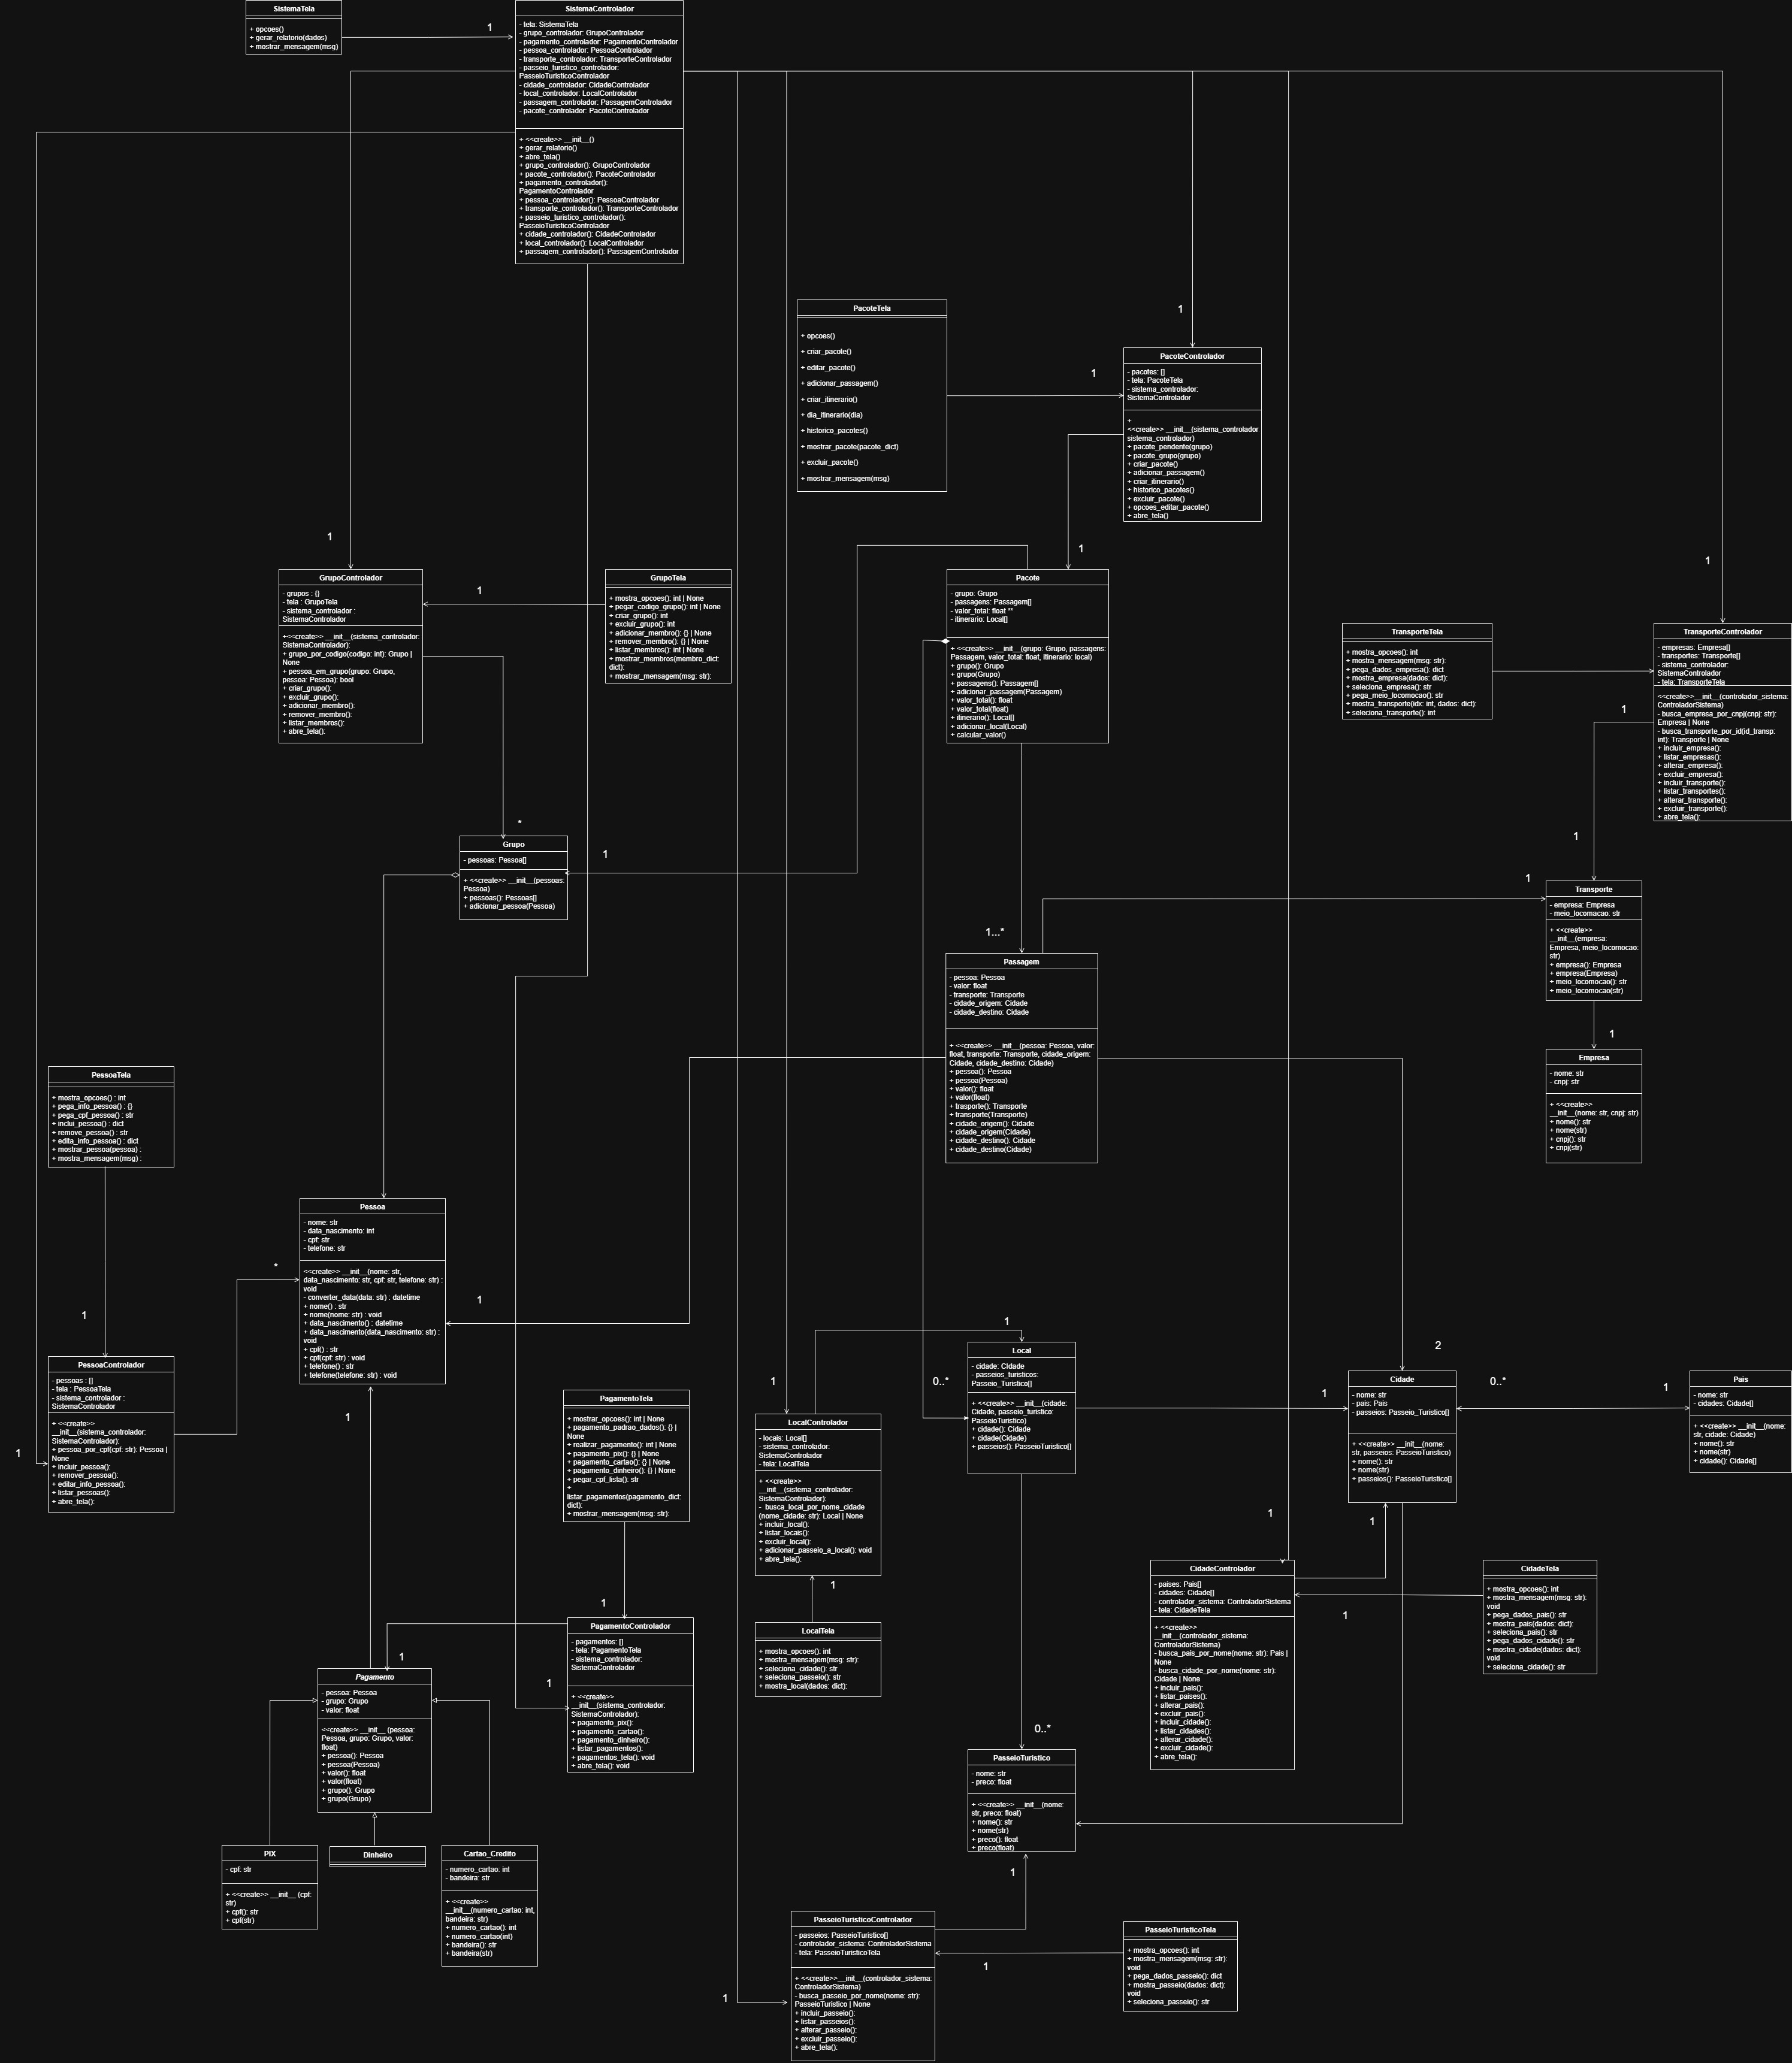 SistemaTela
+ opcoes()
+ gerar_relatorio(dados)
+ mostrar_mensagem(msg)
1
SistemaControlador
- tela: SistemaTela
- grupo_controlador: GrupoControlador
- pagamento_controlador: PagamentoControlador
- pessoa_controlador: PessoaControlador
- transporte_controlador: TransporteControlador
- passeio_turistico_controlador:
PasseioTuristicoControlador
- cidade_controlador: CidadeControlador
- local_controlador: LocalControlador
- passagem_controlador: PassagemControlador
- pacote_controlador: PacoteControlador
+ <<create>> __init__()
+ gerar_relatorio()
+ abre_tela()
+ grupo_controlador(): GrupoControlador
+ pacote_controlador(): PacoteControlador
+ pagamento_controlador():
PagamentoControlador
+ pessoa_controlador(): PessoaControlador
+ transporte_controlador(): TransporteControlador
+ passeio_turistico_controlador():
PasseioTuristicoControlador
+ cidade_controlador(): CidadeControlador
+ local_controlador(): LocalControlador
+ passagem_controlador(): PassagemControlador
PacoteTela
+ opcoes()
+ criar_pacote()
+ editar_pacote()
+ adicionar_passagem()
+ criar_itinerario()
+ dia_itinerario(dia)
+ historico_pacotes()
+ mostrar_pacote(pacote_dict)
+ excluir_pacote()
+ mostrar_mensagem(msg)
1
1
PacoteControlador
- pacotes: []
- tela: PacoteTela
- sistema_controlador:
SistemaControlador
+
<<create>> __init__(sistema_controlador
sistema_controlador)
+ pacote_pendente(grupo)
+ pacote_grupo(grupo)
+ criar_pacote()
+ adicionar_passagem()
+ criar_itinerario()
+ historico_pacotes()
+ excluir_pacote()
+ opcoes_editar_pacote()
+ abre_tela()
1
1
GrupoControlador
- grupos : {}
- tela : GrupoTela
- sistema_controlador :
SistemaControlador
+<<create>> __init__(sistema_controlador:
SistemaControlador):
+ grupo_por_codigo(codigo: int): Grupo |
None
+ pessoa_em_grupo(grupo: Grupo,
pessoa: Pessoa): bool
+ criar_grupo():
+ excluir_grupo():
+ adicionar_membro():
+ remover_membro():
+ listar_membros():
+ abre_tela():
1
GrupoTela
+ mostra_opcoes(): int | None
+ pegar_codigo_grupo(): int | None
+ criar_grupo(): int
+ excluir_grupo(): int
+ adicionar_membro(): {} | None
+ remover_membro(): {} | None
+ listar_membros(): int | None
+ mostrar_membros(membro_dict:
dict):
+ mostrar_mensagem(msg: str):
Pacote
- grupo: Grupo
- passagens: Passagem[]
- valor_total: float **
- itinerario: Local[]
+ <<create>> __init__(grupo: Grupo, passagens:
Passagem, valor_total: float, itinerario: local)
+ grupo(): Grupo
+ grupo(Grupo)
+ passagens(): Passagem[]
+ adicionar_passagem(Passagem)
+ valor_total(): float
+ valor_total(float)
+ itinerario(): Local[]
+ adicionar_local(Local)
+ calcular_valor()
1
TransporteTela
+ mostra_opcoes(): int
+ mostra_mensagem(msg: str):
+ pega_dados_empresa(): dict
+ mostra_empresa(dados: dict):
+ seleciona_empresa(): str
+ pega_meio_locomocao(): str
+ mostra_transporte(idx: int, dados: dict):
+ seleciona_transporte(): int
1
TransporteControlador
- empresas: Empresa[]
- transportes: Transporte[]
- sistema_controlador:
SistemaControlador
- tela: TransporteTela
<<create>> __init__(controlador_sistema:
ControladorSistema)
- busca_empresa_por_cnpj(cnpj: str):
Empresa | None
- busca_transporte_por_id(id_transp:
int): Transporte | None
+ incluir_empresa():
+ listar_empresas():
+ alterar_empresa():
+ excluir_empresa():
+ incluir_transporte():
+ listar_transportes():
+ alterar_transporte():
+ excluir_transporte():
+ abre_tela():
*
Grupo
- pessoas: Pessoa[]
+ <<create>> __init__(pessoas:
Pessoa)
+ pessoas(): Pessoas[]
+ adicionar_pessoa(Pessoa)
1
1
1
Transporte
- empresa: Empresa
- meio_locomacao: str
+ <<create>>
__init__(empresa:
Empresa, meio_locomocao:
str)
+ empresa(): Empresa
+ empresa(Empresa)
+ meio_locomocao(): str
+ meio_locomocao(str)
1
Empresa
- nome: str
- cnpj: str
+ <<create>>
__init__(nome: str, cnpj: str)
+ nome(): str
+ nome(str)
+ cnpj(): str
+ cnpj(str)
1...*
Passagem
- pessoa: Pessoa
- valor: float
- transporte: Transporte
- cidade_origem: Cidade
- cidade_destino: Cidade
+ <<create>> __init__(pessoa: Pessoa, valor:
float, transporte: Transporte, cidade_origem:
Cidade, cidade_destino: Cidade)
+ pessoa(): Pessoa
+ pessoa(Pessoa)
+ valor(): float
+ valor(float)
+ trasporte(): Transporte
+ transporte(Transporte)
+ cidade_origem(): Cidade
+ cidade_origem(Cidade)
+ cidade_destino(): Cidade
+ cidade_destino(Cidade)
PessoaTela
+ mostra_opcoes() : int
+ pega_info_pessoa() : {}
+ pega_cpf_pessoa() : str
+ inclui_pessoa() : dict
+ remove_pessoa() : str
+ edita_info_pessoa() : dict
+ mostrar_pessoa(pessoa) :
+ mostra_mensagem(msg) :
Pessoa
- nome: str
- data_nascimento: int
- cpf: str
- telefone: str
<<create>> __init__(nome: str,
data_nascimento: str, cpf: str, telefone: str) :
void
- converter_data(data: str) : datetime
+ nome() : str
+ nome(nome: str) : void
+ data_nascimento() : datetime
+ data_nascimento(data_nascimento: str) :
void
+ cpf() : str
+ cpf(cpf: str) : void
+ telefone() : str
+ telefone(telefone: str) : void
*
1
1
1
1
PessoaControlador
- pessoas : []
- tela : PessoaTela
- sistema_controlador :
SistemaControlador
+ <<create>>
__init__(sistema_controlador:
SistemaControlador):
+ pessoa_por_cpf(cpf: str): Pessoa |
None
+ incluir_pessoa():
+ remover_pessoa():
+ editar_info_pessoa():
+ listar_pessoas():
+ abre_tela():
1
PagamentoTela
+ mostrar_opcoes(): int | None
+ pagamento_padrao_dados(): {} |
None
+ realizar_pagamento(): int | None
+ pagamento_pix(): {} | None
+ pagamento_cartao(): {} | None
+ pagamento_dinheiro(): {} | None
+ pegar_cpf_lista(): str
+
listar_pagamentos(pagamento_dict:
dict):
+ mostrar_mensagem(msg: str):
1
LocalControlador
- locais: Local[]
- sistema_controlador:
SistemaControlador
- tela: LocalTela
+ <<create>>
__init__(sistema_controlador:
SistemaControlador):
- busca_local_por_nome_cidade
(nome_cidade: str): Local | None
+ incluir_local():
+ listar_locais():
+ excluir_local():
+ adicionar_passeio_a_local(): void
+ abre_tela():
0..*
Local
- cidade: CIdade
- passeios_turisticos:
Passeio_Turistico[]
+ <<create>> __init__(cidade:
Cidade, passeio_turistico:
PasseioTuristico)
+ cidade(): Cidade
+ cidade(Cidade)
+ passeios(): PasseioTuristico[]
1
2
Cidade
- nome: str
- pais: Pais
- passeios: Passeio_Turistico[]
+ <<create>> __init__(nome:
str, passeios: PasseioTuristico)
+ nome(): str
+ nome(str)
+ passeios(): PasseioTuristico[]
0..*
1
Pais
- nome: str
- cidades: Cidade[]
+ <<create>> __init__(nome:
str, cidade: Cidade)
+ nome(): str
+ nome(str)
+ cidade(): Cidade[]
1
1
CidadeControlador
- paises: Pais[]
- cidades: Cidade[]
- controlador_sistema: ControladorSistema
- tela: CidadeTela
+ <<create>>
__init__(controlador_sistema:
ControladorSistema)
- busca_pais_por_nome(nome: str): Pais |
None
- busca_cidade_por_nome(nome: str):
Cidade | None
+ incluir_pais():
+ listar_paises():
+ alterar_pais():
+ excluir_pais():
+ incluir_cidade():
+ listar_cidades():
+ alterar_cidade():
+ excluir_cidade():
+ abre_tela():
1
CidadeTela
+ mostra_opcoes(): int
+ mostra_mensagem(msg: str):
void
+ pega_dados_pais(): str
+ mostra_pais(dados: dict):
+ seleciona_pais(): str
+ pega_dados_cidade(): str
+ mostra_cidade(dados: dict):
void
+ seleciona_cidade(): str
1
LocalTela
+ mostra_opcoes(): int
+ mostra_mensagem(msg: str):
+ seleciona_cidade(): str
+ seleciona_passeio(): str
+ mostra_local(dados: dict):
1
1
PagamentoControlador
- pagamentos: []
- tela: PagamentoTela
- sistema_controlador:
SistemaControlador
+ <<create>>
__init__(sistema_controlador:
SistemaControlador):
+ pagamento_pix():
+ pagamento_cartao():
+ pagamento_dinheiro():
+ listar_pagamentos():
+ pagamentos_tela(): void
+ abre_tela(): void
1
Pagamento
- pessoa: Pessoa
- grupo: Grupo
- valor: float
<<create>> __init__ (pessoa:
Pessoa, grupo: Grupo, valor:
float)
+ pessoa(): Pessoa
+ pessoa(Pessoa)
+ valor(): float
+ valor(float)
+ grupo(): Grupo
+ grupo(Grupo)
PIX
- cpf: str
+ <<create>> __init__ (cpf:
str)
+ cpf(): str
+ cpf(str)
Dinheiro
Cartao_Credito
- numero_cartao: int
- bandeira: str
+ <<create>>
__init__(numero_cartao: int,
bandeira: str)
+ numero_cartao(): int
+ numero_cartao(int)
+ bandeira(): str
+ bandeira(str)
0..*
PasseioTuristico
- nome: str
- preco: float
+ <<create>> __init__(nome:
str, preco: float)
+ nome(): str
+ nome(str)
+ preco(): float
+ preco(float)
1
1
PasseioTuristicoControlador
- passeios: PasseioTuristico[]
- controlador_sistema: ControladorSistema
- tela: PasseioTuristicoTela
+ <<create>>__init__(controlador_sistema:
ControladorSistema)
- busca_passeio_por_nome(nome: str):
PasseioTuristico | None
+ incluir_passeio():
+ listar_passeios():
+ alterar_passeio():
+ excluir_passeio():
+ abre_tela():
1
PasseioTuristicoTela
+ mostra_opcoes(): int
+ mostra_mensagem(msg: str):
void
+ pega_dados_passeio(): dict
+ mostra_passeio(dados: dict):
void
+ seleciona_passeio(): str